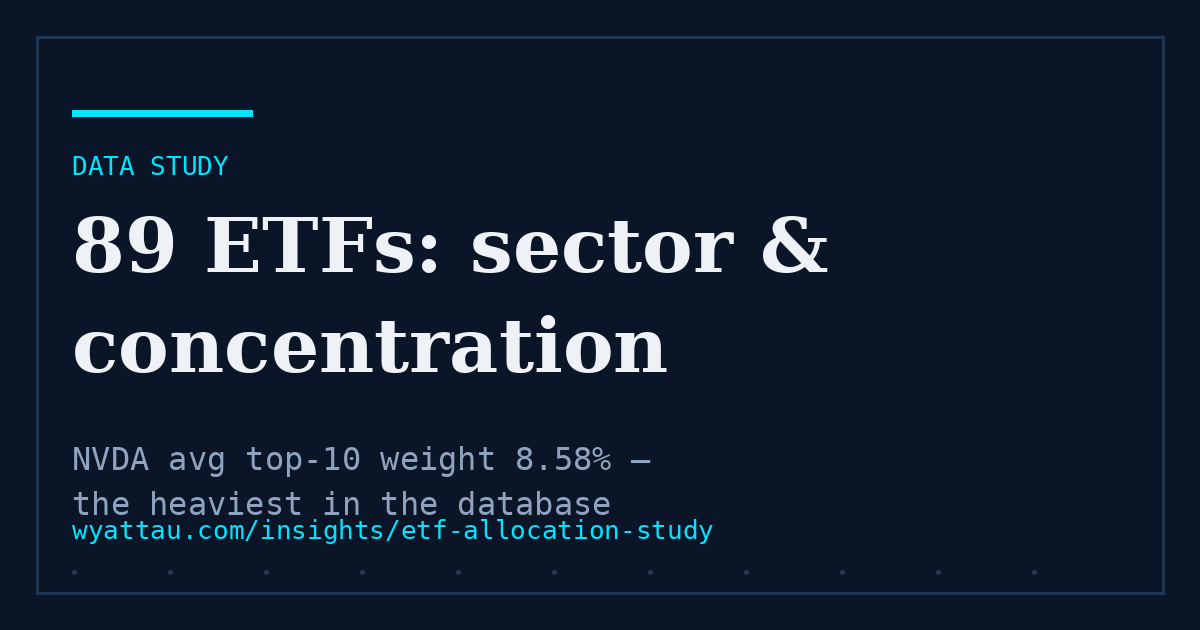 DATA STUDY
89 ETFs: sector &
concentration
NVDA avg top-10 weight 8.58% —
the heaviest in the database
wyattau.com/insights/etf-allocation-study